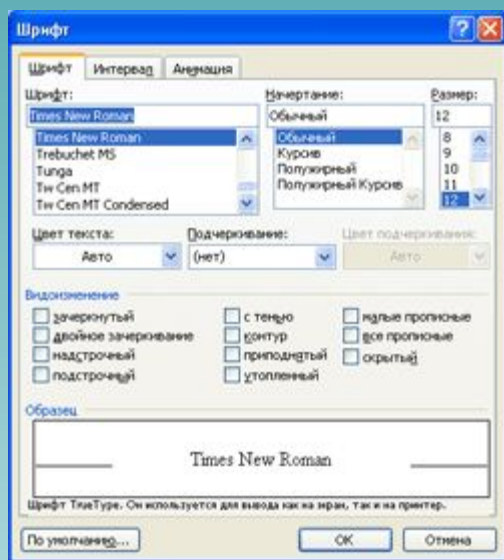 Шрифт
Шрифт Интервал Анимация
Шрифт: Начертание: Размер:
Times New Roman Обычный 12
Times New Roman Обычный 8
Trebuchet MS Курсив 9
Tunga Полужирный 10
Tw Cen MT Полужирный Курсив 11
Tw Cen MT Condensed 12
Цвет текста: Подчеркивание: Цвет подчеркивания:
Авто (нет) Авто
Видоизменение
зачеркнутый с тенью малые прописные
двойное зачеркивание контур все прописные
надстрочный приподнятый скрытый
подстрочный утопленный
Образец
Times New Roman
Шрифт TrueType. Он используется для вывода как на экран, так и на принтер.
По умолчанию... ОК Отмена